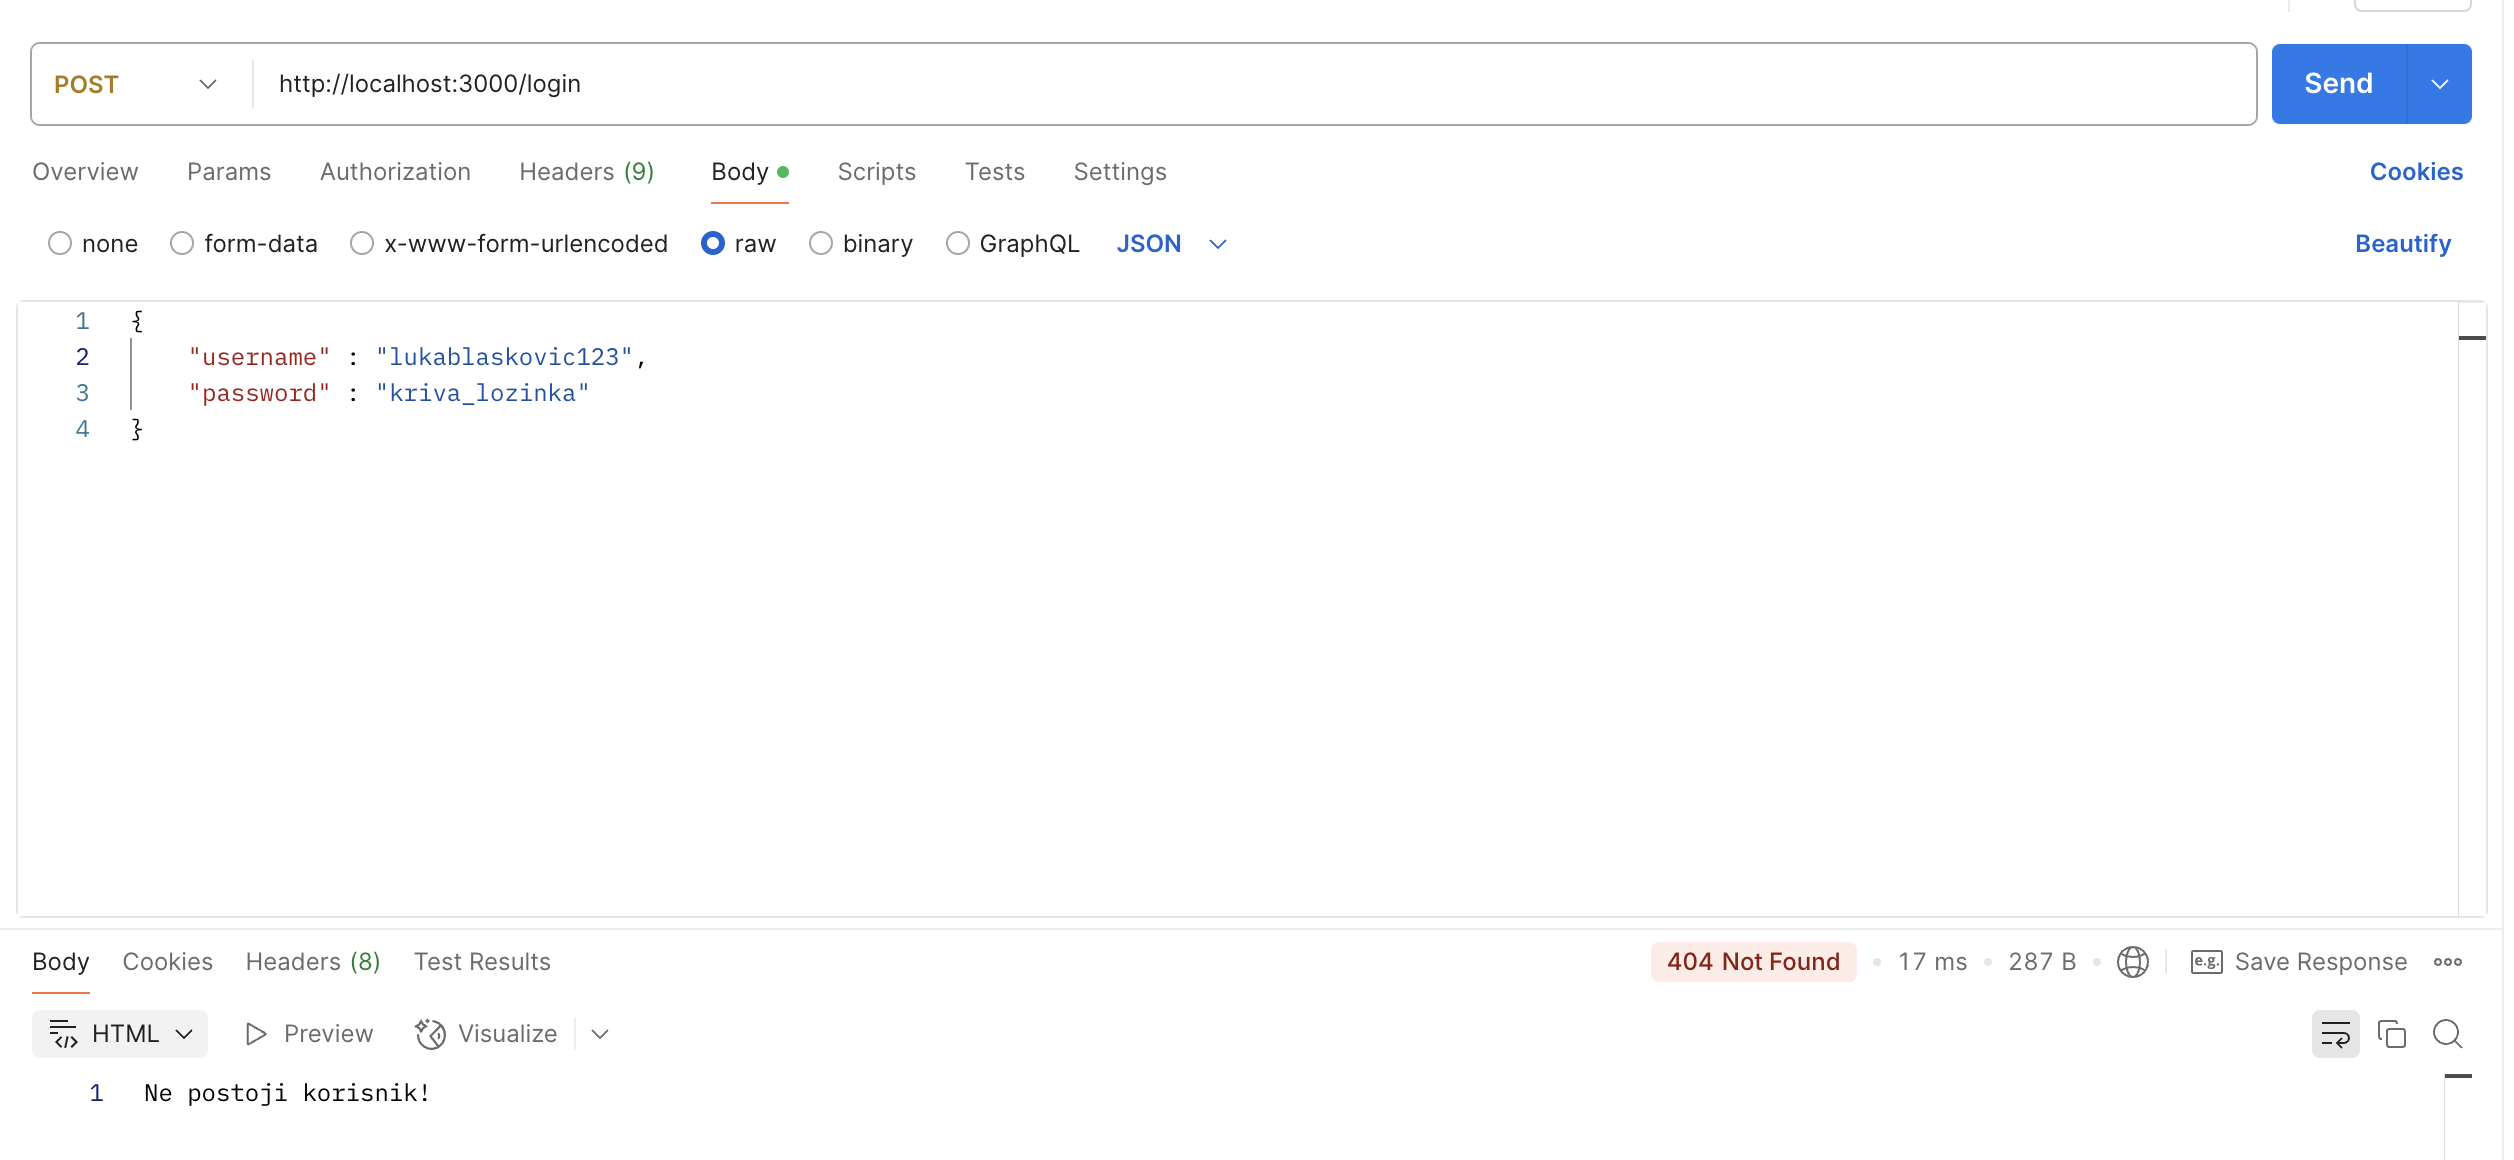 POST http://localhost:3000/login Send
Overview Params Authorization Headers (9) Body Scripts Tests Settings Cookies
none form-data x-www-form-urlencoded raw binary GraphQL JSON Beautify
1 {
2 "username" : "lukablaskovic123",
3 "password" : "kriva_lozinka"
4 }
Body Cookies Headers (8) Test Results 404 Not Found 17 ms 287 B e.g. Save Response
HTML Preview Visualize
1 Ne postoji korisnik!